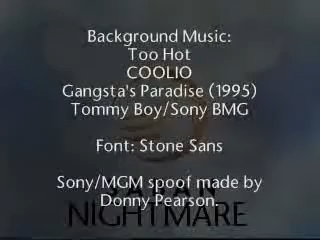 Background Music:
Too Hot
COOLIO
Gangsta's Paradise (1995)
Tommy Boy/Sony BMG
Font: Stone Sans
Sony/MGM spoof made by
Donny Pearson.
NIGHTMARE